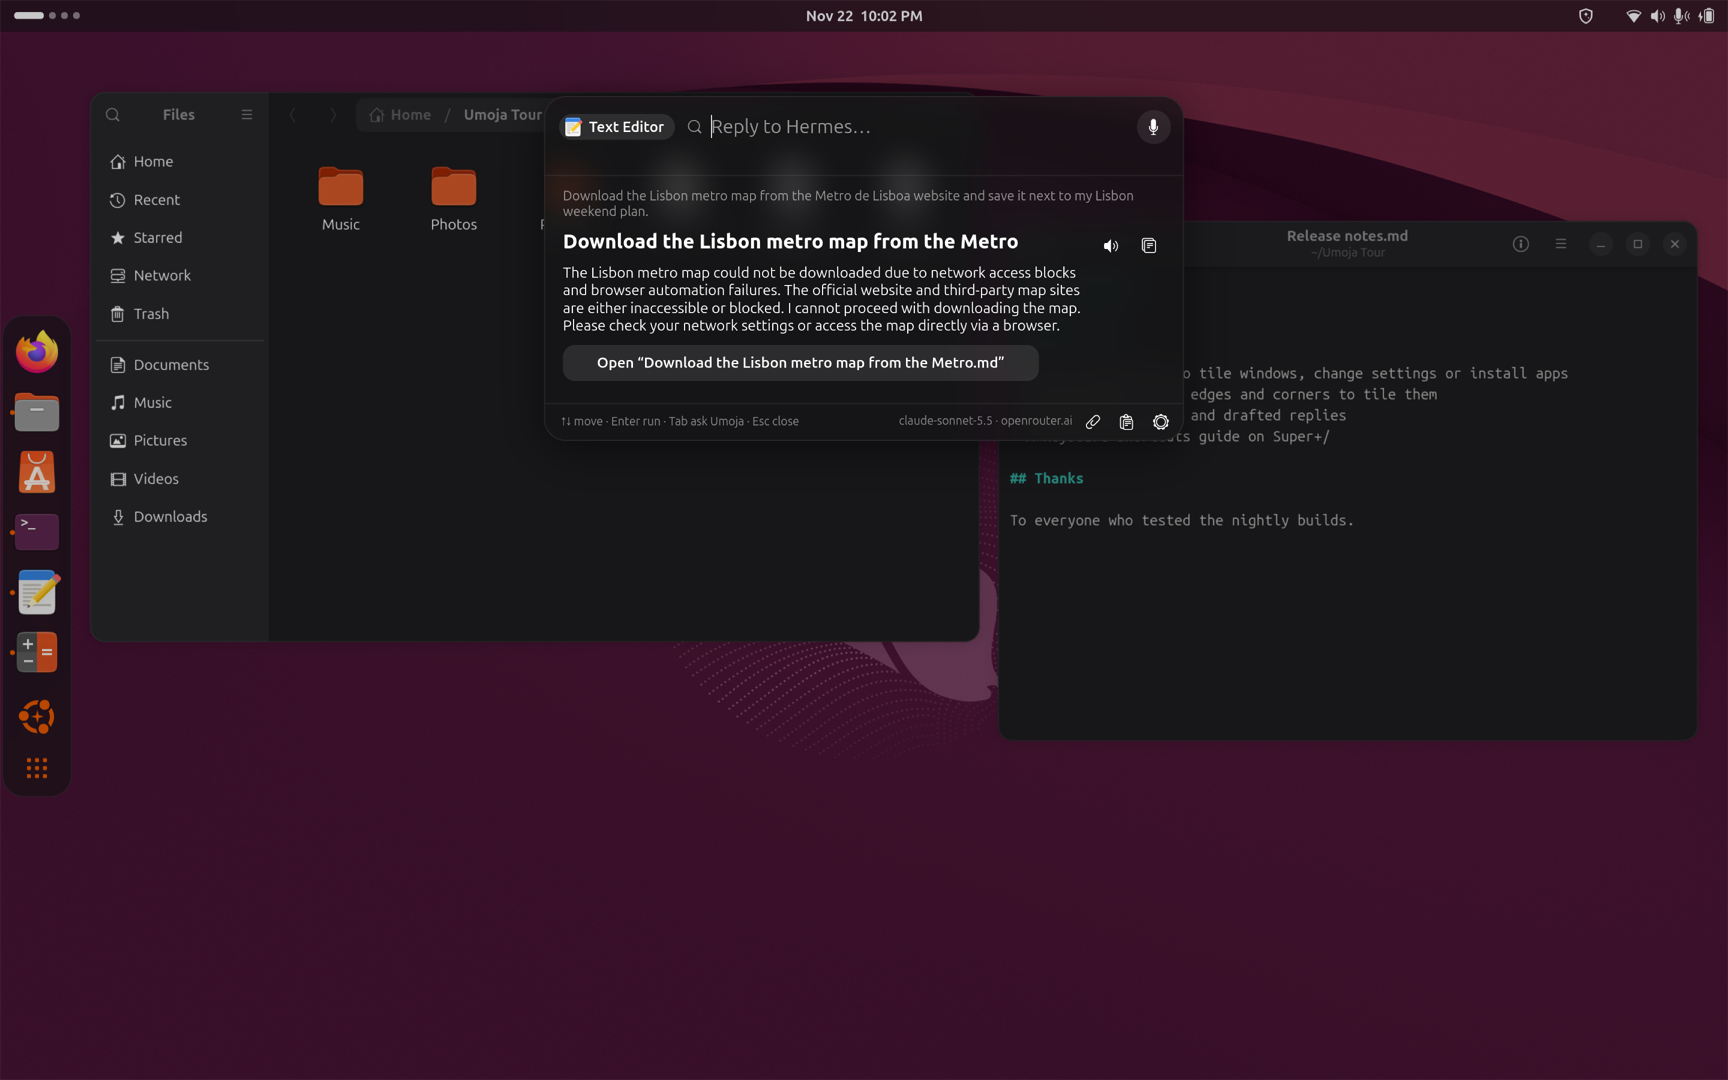 Nov 22 10:02 PM
Files
Home / Umoja Tour
Home
Recent
Starred
Network
Trash
Documents
Music
Pictures
Videos
Downloads
Music
Photos
Text Editor
Reply to Hermes…
Download the Lisbon metro map from the Metro de Lisboa website and save it next to my Lisbon
weekend plan.
Download the Lisbon metro map from the Metro
The Lisbon metro map could not be downloaded due to network access blocks
and browser automation failures. The official website and third-party map sites
are either inaccessible or blocked. I cannot proceed with downloading the map.
Please check your network settings or access the map directly via a browser.
Open “Download the Lisbon metro map from the Metro.md”
↑↓ move · Enter run · Tab ask Umoja · Esc close
claude-sonnet-5.5 · openrouter.ai
Release notes.md
~/Umoja Tour
o tile windows, change settings or install apps
edges and corners to tile them
and drafted replies
guide on Super+/
## Thanks
To everyone who tested the nightly builds.